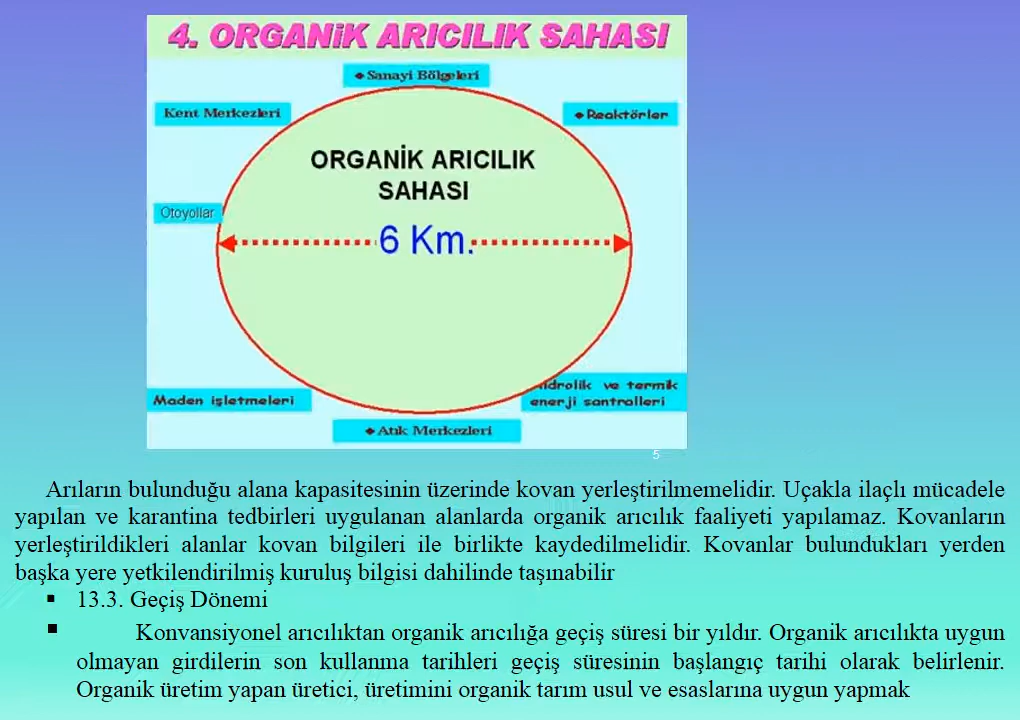 4. ORGANiK ARICILIK SAHASI
❖ Sanayi Bölgeleri
Kent Merkezleri
❖ Reaktörler
ORGANİK ARICILIK
SAHASI
Otoyollar
6 Km.
ve termik
Maden işletmeleri
enerji santralleri
❖ Atık Merkezleri
5
Arıların bulunduğu alana kapasitesinin üzerinde kovan yerleştirilmemelidir. Uçakla ilaçlı mücadele
yapılan ve karantina tedbirleri uygulanan alanlarda organik arıcılık faaliyeti yapılamaz. Kovanların
yerleştirildikleri alanlar kovan bilgileri ile birlikte kaydedilmelidir. Kovanlar bulundukları yerden
başka yere yetkilendirilmiş kuruluş bilgisi dahilinde taşınabilir
▪ 13.3. Geçiş Dönemi
▪ Konvansiyonel arıcılıktan organik arıcılığa geçiş süresi bir yıldır. Organik arıcılıkta uygun
olmayan girdilerin son kullanma tarihleri geçiş süresinin başlangıç tarihi olarak belirlenir.
Organik üretim yapan üretici, üretimini organik tarım usul ve esaslarına uygun yapmak